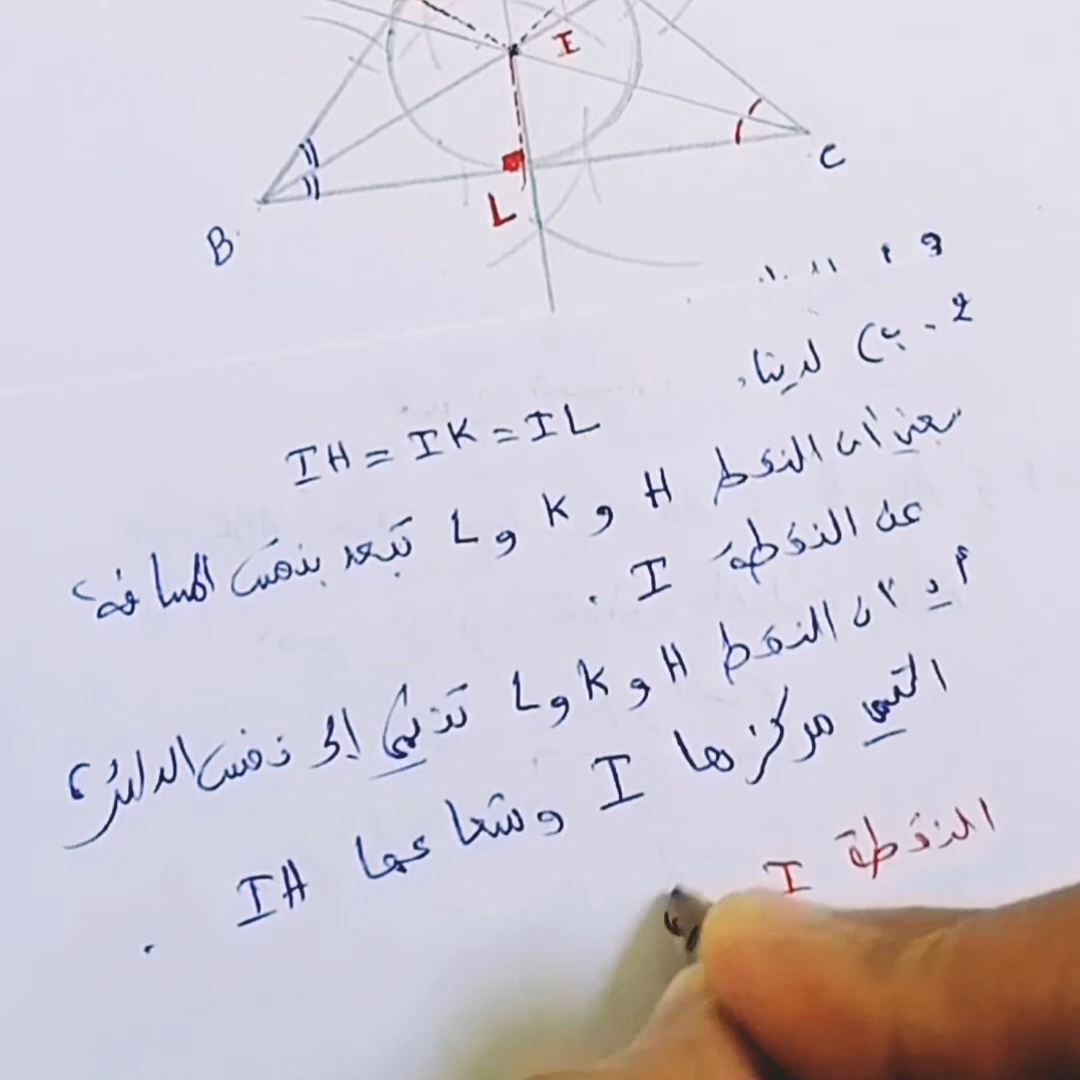 I
C
L
B
2 - ب) لدينا،
IH = IK = IL
يعني أن النقط H و K و L تبعد بنفس المسافة
عن النقطة I .
أي أن النقط H و K و L تنتمي إلى نفس الدائرة
التي مركزها I وشعاعها IH .
النقطة I